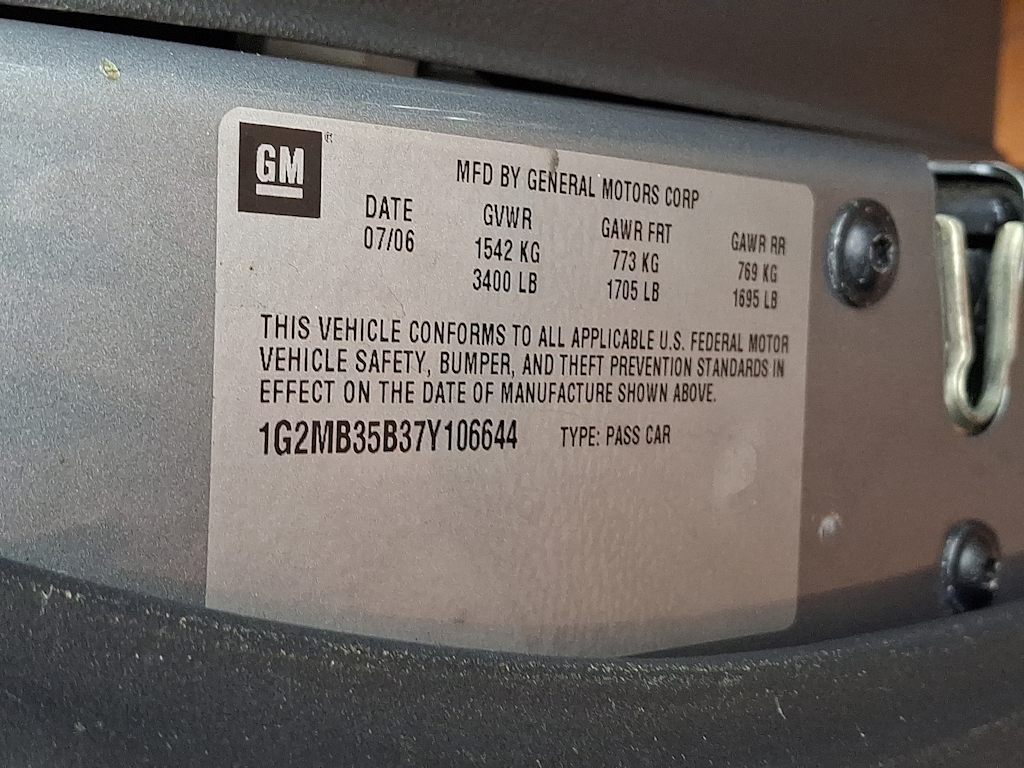 GM®
MFD BY GENERAL MOTORS CORP
DATE GVWR GAWR FRT GAWR RR
07/06 1542 KG 773 KG 769 KG
3400 LB 1705 LB 1695 LB
THIS VEHICLE CONFORMS TO ALL APPLICABLE U.S. FEDERAL MOTOR
VEHICLE SAFETY, BUMPER, AND THEFT PREVENTION STANDARDS IN
EFFECT ON THE DATE OF MANUFACTURE SHOWN ABOVE.
1G2MB35B37Y106644 TYPE: PASS CAR